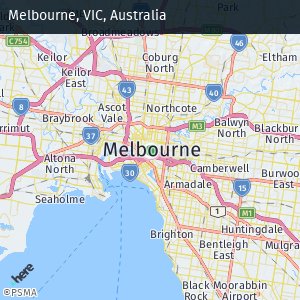 Melbourne, VIC, Australia
Park
Broadmeadows
C754
46
Keilor
Coburg
North
Eltham
Keilor
East
43
40
8
Ascot
Vale
Northcote
M3
Braybrook
37
Balwyn
North
Blackburn
North
rrimut
Altona
North
Melbourne
30
Camberwell
Burwood
East
Armadale
15
Seaholme
1
M1
Brighton
Huntingdale
Bentleigh
East
Mulgrav
here
Black
Rock
Moorabbin
Airport
©PSMA